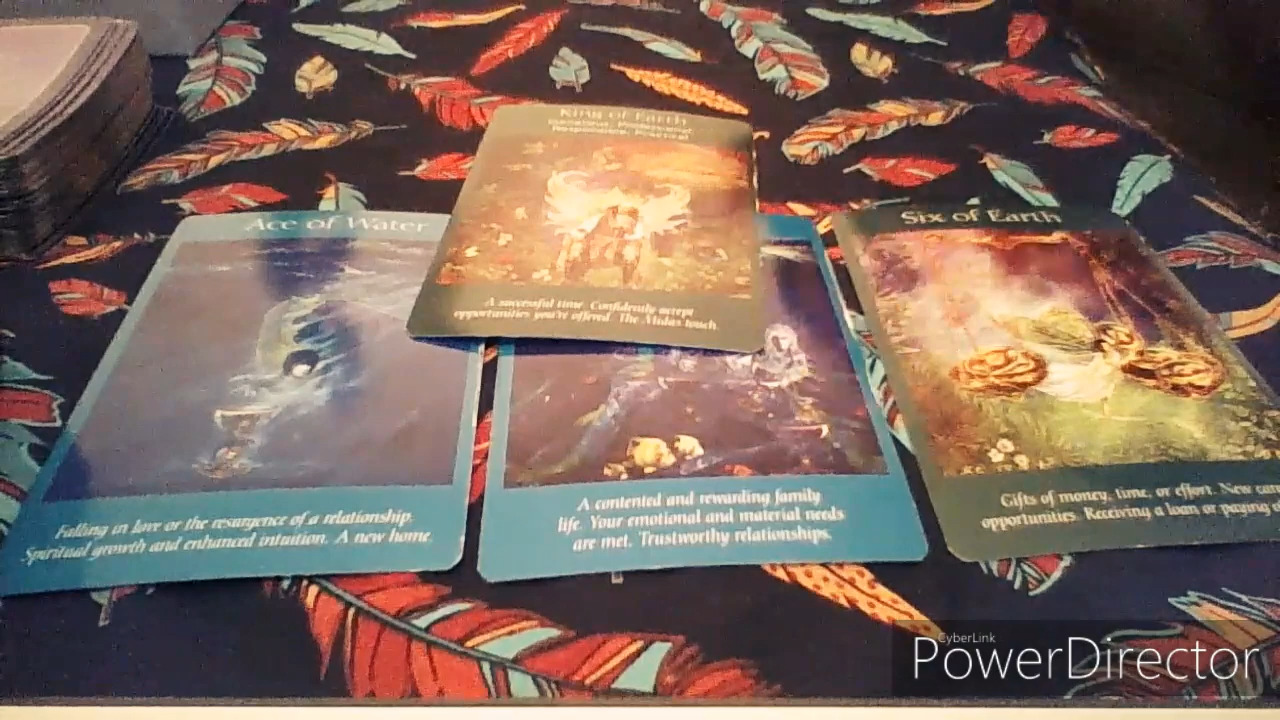 King of Earth
Responsible, Practical
A successful time. Confidently accept
opportunities you're offered. The Midas touch.
Ace of Water
Falling in love or the resurgence of a relationship.
Spiritual growth and enhanced intuition. A new home.
A contented and rewarding family
life. Your emotional and material needs
are met. Trustworthy relationships.
Six of Earth
Gifts of money, time, or effort. New
opportunities. Receiving a loan or paying
CyberLink
PowerDirector